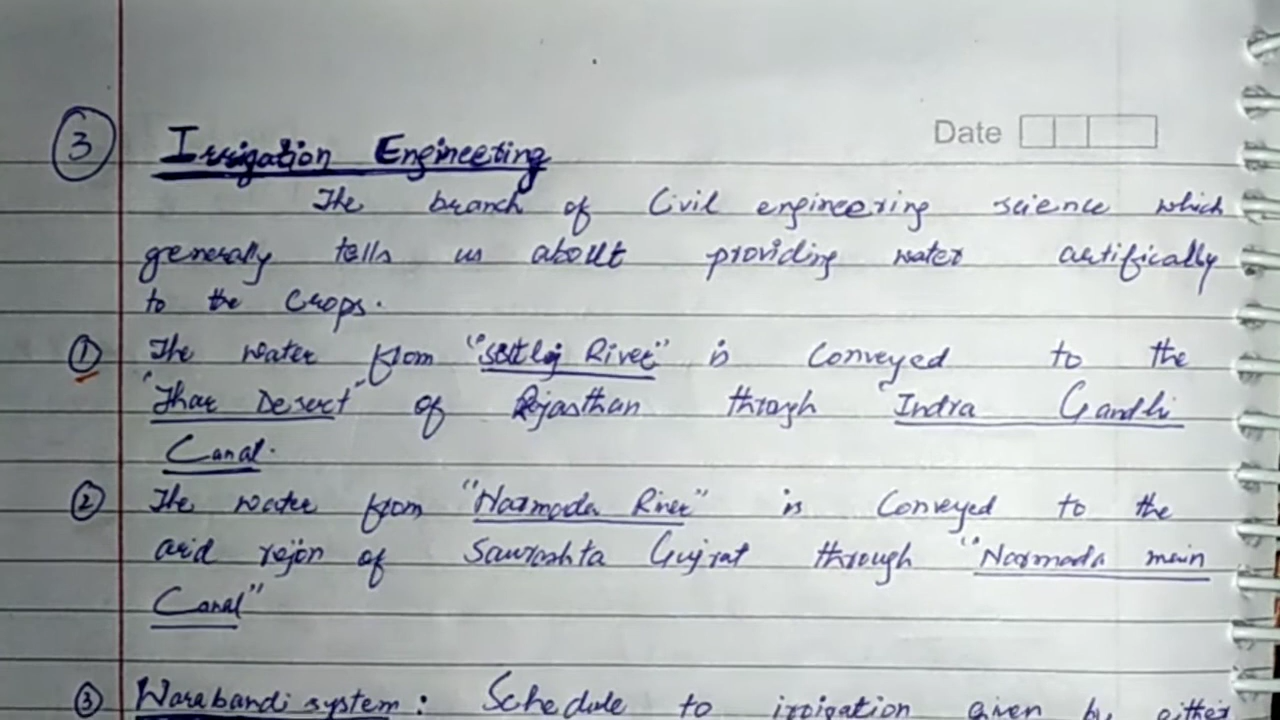 Date
③ Irrigation Engineering
The branch of Civil engineering science which
generally tells us about providing water artifically
to the Crops.
① The water from "Sutlej River" is Conveyed to the
"Thar Desert" of Rajasthan through Indra Gandhi
Canal.
② The water from "Narmada River" is Conveyed to the
arid rejon of Saurashta Gujrat through "Narmada main
Canal"
③ Warabandi system: Schedule to irrigation given by either